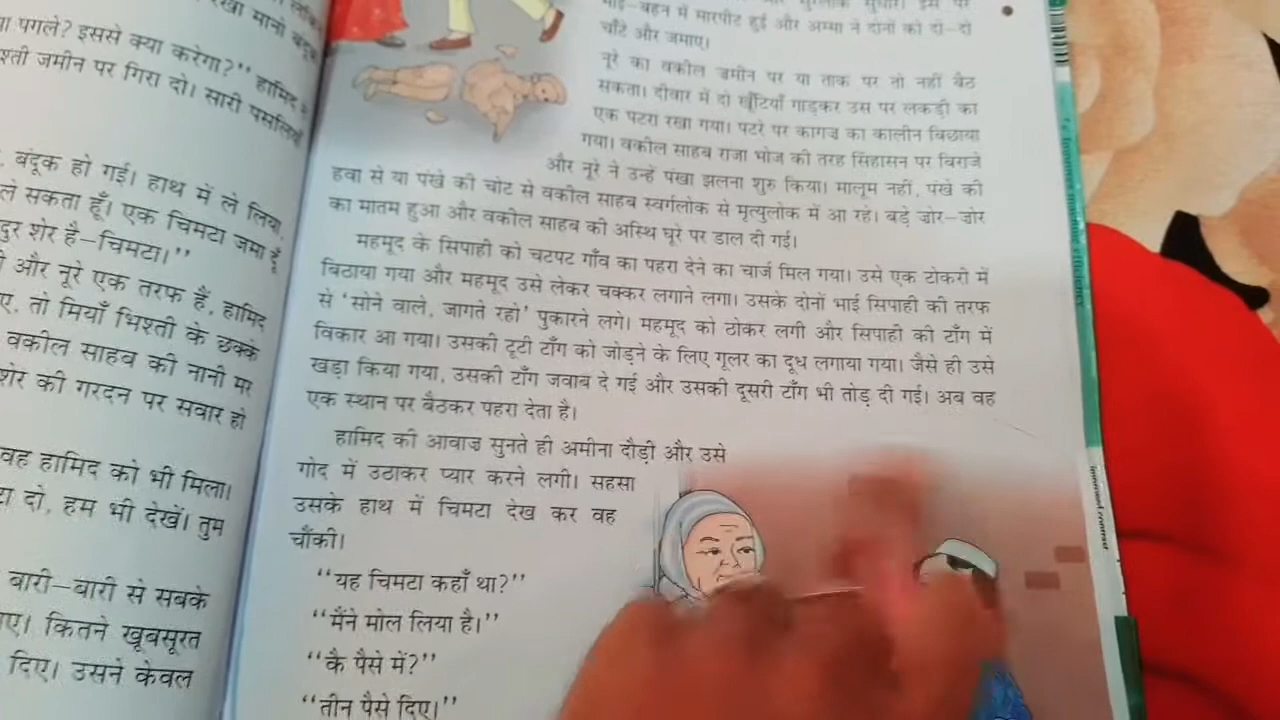 पगले? इससे क्या करेगा?" हामिद
श्ती जमीन पर गिरा दो। सारी पसलियाँ
बंदूक हो गई। हाथ में ले लिया,
ले सकता हूँ। एक चिमटा जमा दूँ
दुर शेर है–चिमटा।"
और नूरे एक तरफ हैं, हामिद
ए, तो मियाँ भिश्ती के छक्के
वकील साहब की नानी मर
शेर की गरदन पर सवार हो
वह हामिद को भी मिला।
टा दो, हम भी देखें। तुम
बारी–बारी से सबके
गए। कितने खूबसूरत
दिए। उसने केवल
भाई–बहन में मारपीट हुई और अम्मा ने दोनों को दो–दो
चाँटे और जमाए।
नूरे का वकील ज़मीन पर या ताक पर तो नहीं बैठ
सकता। दीवार में दो खूँटियाँ गाड़कर उस पर लकड़ी का
एक पटरा रखा गया। पटरे पर कागज़ का कालीन बिछाया
गया। वकील साहब राजा भोज की तरह सिंहासन पर विराजे
और नूरे ने उन्हें पंखा झलना शुरु किया। मालूम नहीं, पंखे की
हवा से या पंखे की चोट से वकील साहब स्वर्गलोक से मृत्युलोक में आ रहे। बड़े ज़ोर–ज़ोर
का मातम हुआ और वकील साहब की अस्थि घूरे पर डाल दी गई।
महमूद के सिपाही को चटपट गाँव का पहरा देने का चार्ज मिल गया। उसे एक टोकरी में
बिठाया गया और महमूद उसे लेकर चक्कर लगाने लगा। उसके दोनों भाई सिपाही की तरफ
से 'सोने वाले, जागते रहो' पुकारने लगे। महमूद को ठोकर लगी और सिपाही की टाँग में
विकार आ गया। उसकी टूटी टाँग को जोड़ने के लिए गूलर का दूध लगाया गया। जैसे ही उसे
खड़ा किया गया, उसकी टाँग जवाब दे गई और उसकी दूसरी टाँग भी तोड़ दी गई। अब वह
एक स्थान पर बैठकर पहरा देता है।
हामिद की आवाज़ सुनते ही अमीना दौड़ी और उसे
गोद में उठाकर प्यार करने लगी। सहसा
उसके हाथ में चिमटा देख कर वह
चौंकी।
"यह चिमटा कहाँ था?"
"मैंने मोल लिया है।"
"कै पैसे में?"
"तीन पैसे दिए।"